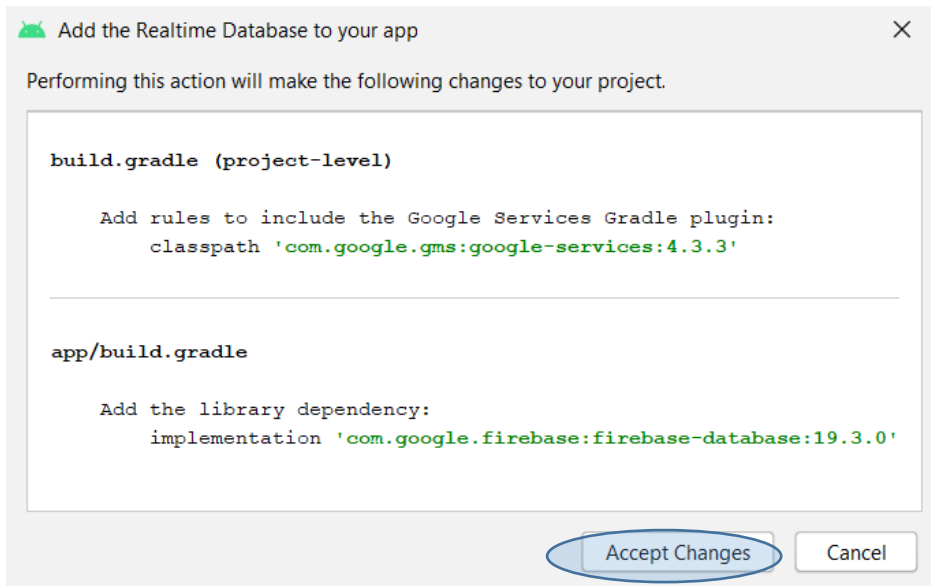 Add the Realtime Database to your app
Performing this action will make the following changes to your project.
build.gradle (project-level)
Add rules to include the Google Services Gradle plugin:
classpath 'com.google.gms:google-services:4.3.3'
app/build.gradle
Add the library dependency:
implementation 'com.google.firebase:firebase-database:19.3.0'
Accept Changes
Cancel